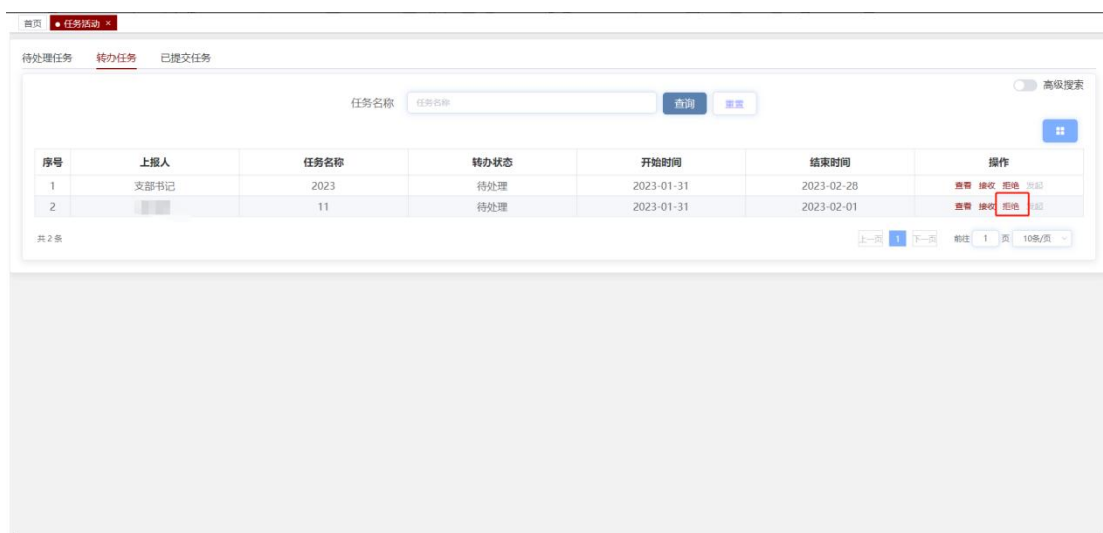 首页 ● 任务活动 ×
待处理任务 转办任务 已提交任务
高级搜索
任务名称 任务名称 查询 重置
序号 上报人 任务名称 转办状态 开始时间 结束时间 操作
1 支部书记 2023 待处理 2023-01-31 2023-02-28 查看 接收 拒绝 发起
2 11 待处理 2023-01-31 2023-02-01 查看 接收 拒绝 发起
共 2 条 上一页 1 下一页 前往 1 页 10条/页